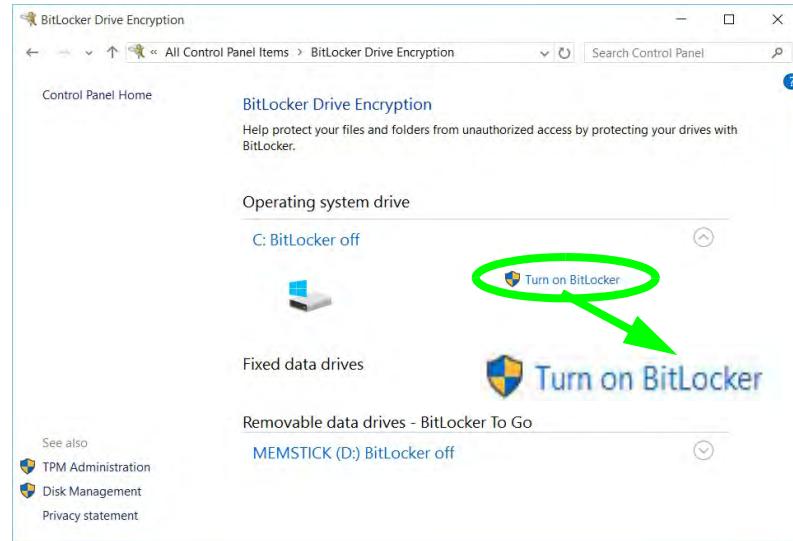 BitLocker Drive Encryption
« All Control Panel Items > BitLocker Drive Encryption
Search Control Panel
?
Control Panel Home
BitLocker Drive Encryption
Help protect your files and folders from unauthorized access by protecting your drives with
BitLocker.
Operating system drive
C: BitLocker off
Turn on BitLocker
Fixed data drives
Turn on BitLocker
Removable data drives - BitLocker To Go
MEMSTICK (D:) BitLocker off
See also
TPM Administration
Disk Management
Privacy statement